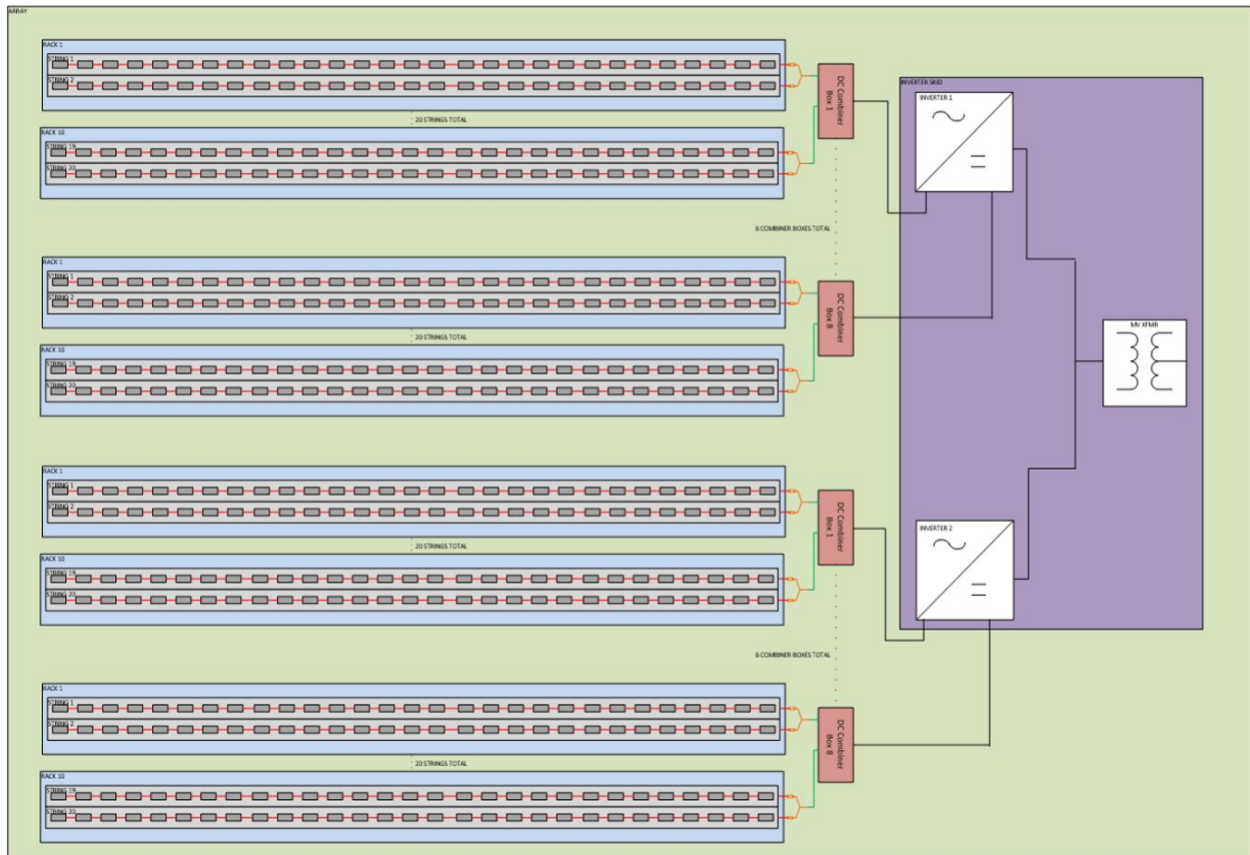 ARRAY
RACK 1
STRING 1
STRING 2
20 STRINGS TOTAL
RACK 10
STRING 19
STRING 20
DC Combiner
Box 1
8 COMBINER BOXES TOTAL
RACK 1
STRING 1
STRING 2
20 STRINGS TOTAL
RACK 10
STRING 19
STRING 20
DC Combiner
Box 8
INVERTER SKID
INVERTER 1
MV XFMR
RACK 1
STRING 1
STRING 2
20 STRINGS TOTAL
RACK 10
STRING 19
STRING 20
DC Combiner
Box 1
INVERTER 2
8 COMBINER BOXES TOTAL
RACK 1
STRING 1
STRING 2
20 STRINGS TOTAL
RACK 10
STRING 19
STRING 20
DC Combiner
Box 8